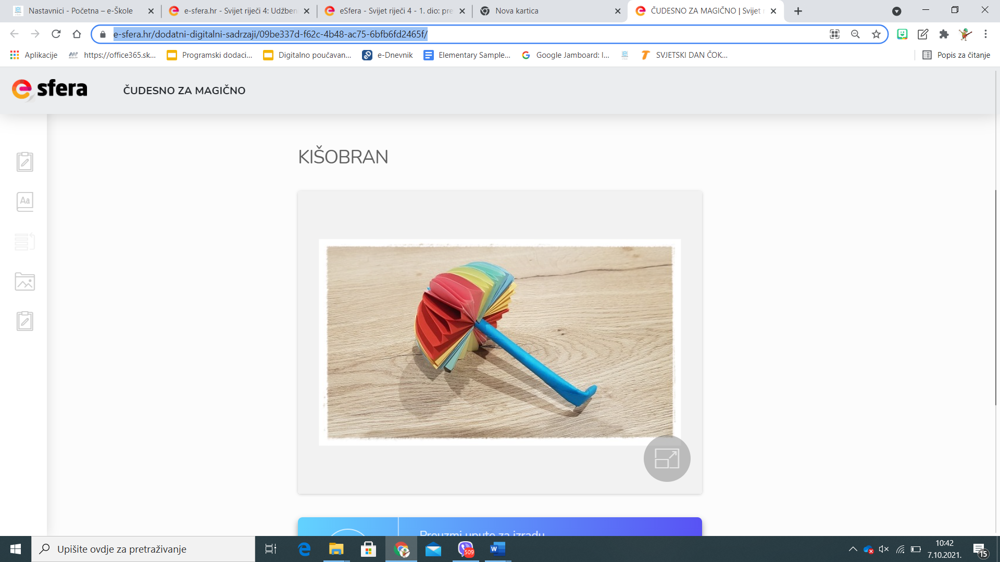 Nastavnici - Početna – e-Škole
e-sfera.hr - Svijet riječi 4: Udžben
eSfera - Svijet riječi 4 - 1. dio: pre
Nova kartica
ČUDESNO ZA MAGIČNO | Svijet r
e-sfera.hr/dodatni-digitalni-sadrzaji/09be337d-f62c-4b48-ac75-6bfb6fd2465f/
Aplikacije
https://office365.sk...
Programski dodaci...
Digitalno poučavan...
e-Dnevnik
Elementary Sample...
Google Jamboard: I...
SVJETSKI DAN ČOK...
Popis za čitanje
e sfera
ČUDESNO ZA MAGIČNO
Aa
KIŠOBRAN
Preuzmi upute za izradu
Upišite ovdje za pretraživanje
509
10:42
7.10.2021.
15